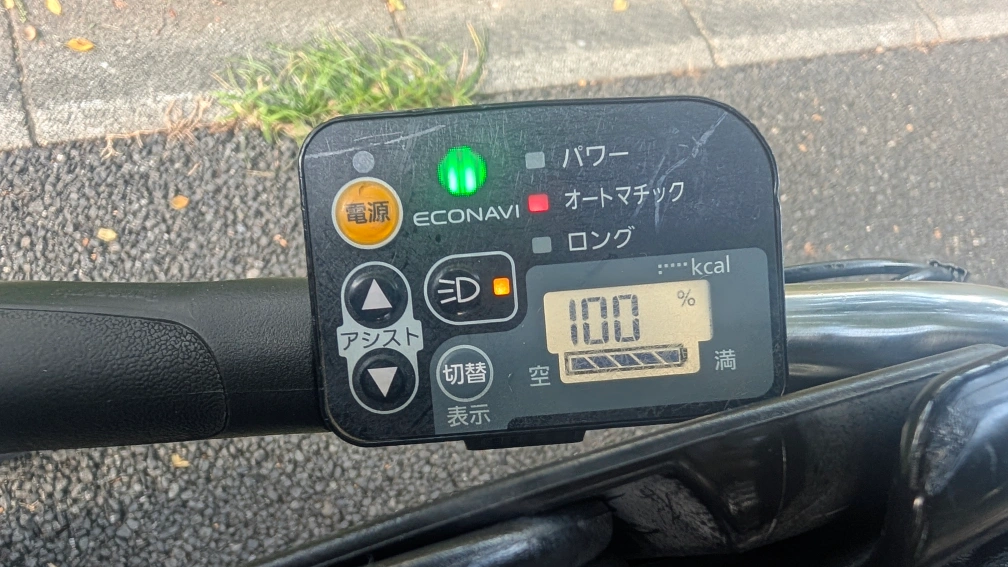 電源
ECONAVI
パワー
オートマチック
ロング
アシスト
切替
表示
kcal
100 %
空
満